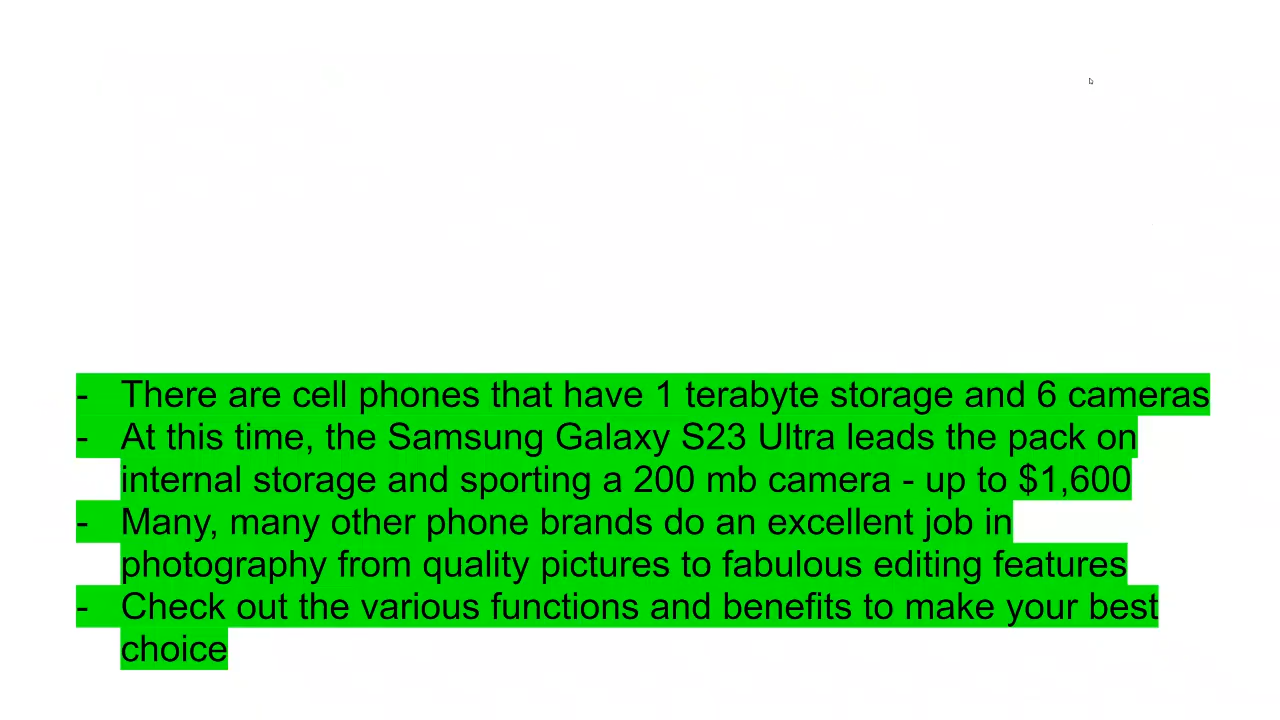 - There are cell phones that have 1 terabyte storage and 6 cameras
- At this time, the Samsung Galaxy S23 Ultra leads the pack on
internal storage and sporting a 200 mb camera - up to $1,600
- Many, many other phone brands do an excellent job in
photography from quality pictures to fabulous editing features
- Check out the various functions and benefits to make your best
choice